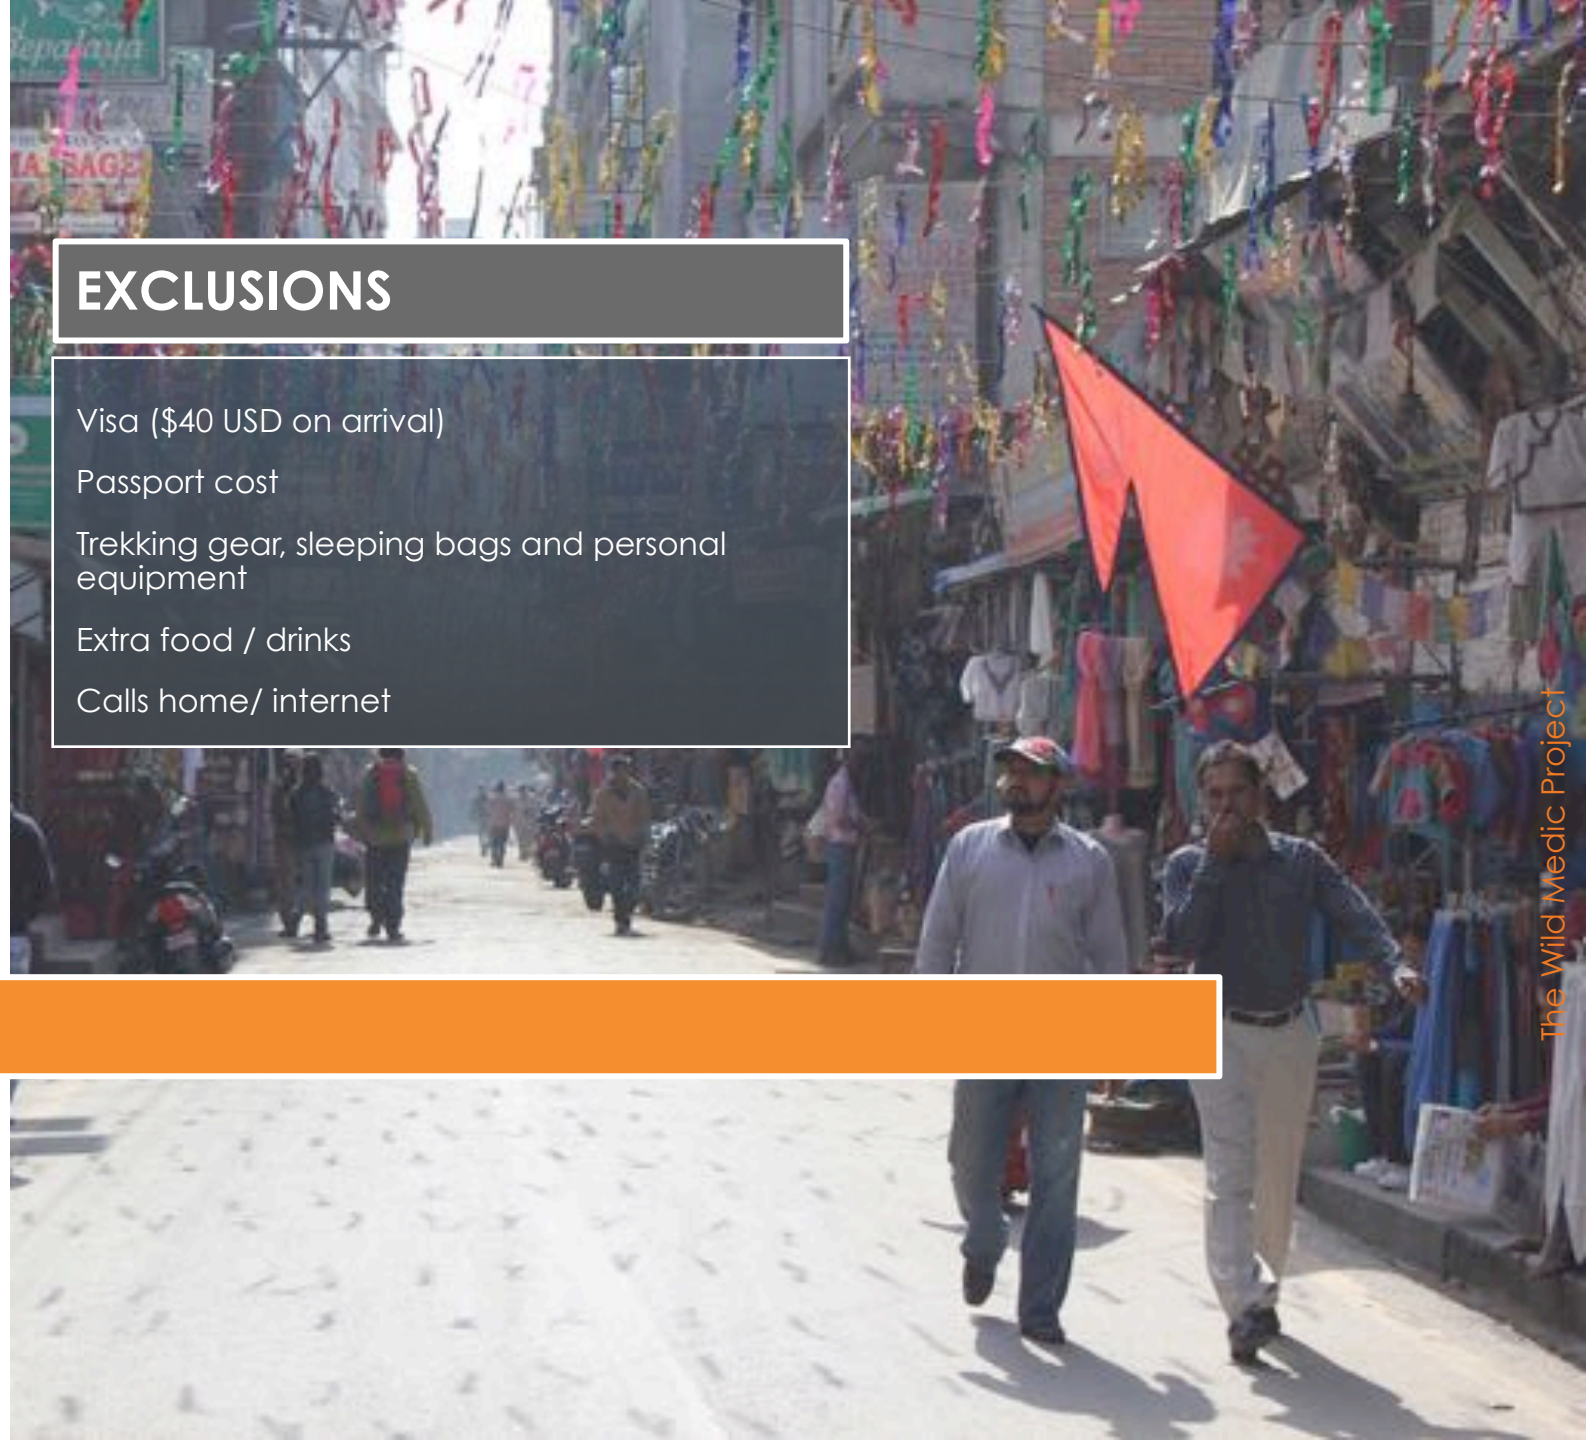 EXCLUSIONS
Visa ($40 USD on arrival)
Passport cost
Trekking gear, sleeping bags and personal
equipment
Extra food / drinks
Calls home/ internet
The Wild Medic Project